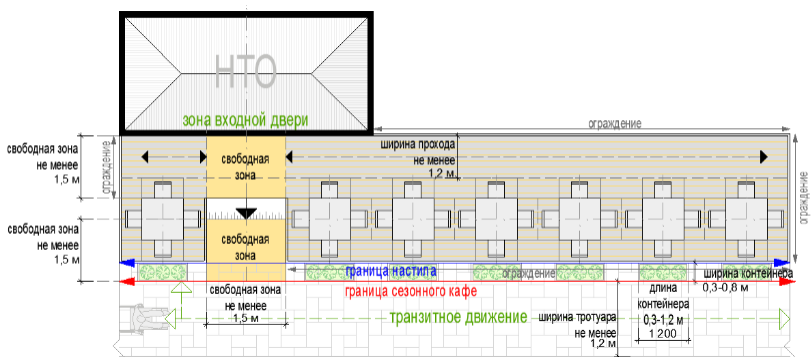 НТО
зона входной двери
ограждение
свободная зона
не менее
1,5 м
ограждение
свободная
зона
ширина прохода
не менее
1,2 м
ограждение
свободная зона
не менее
1,5 м
свободная
зона
граница настила
ограждение
ширина контейнера
0,3-0,8 м
свободная зона
не менее
1,5 м
граница сезонного кафе
длина
контейнера
0,3-1,2 м
1 200
транзитное движение
ширина тротуара
не менее
1,2 м